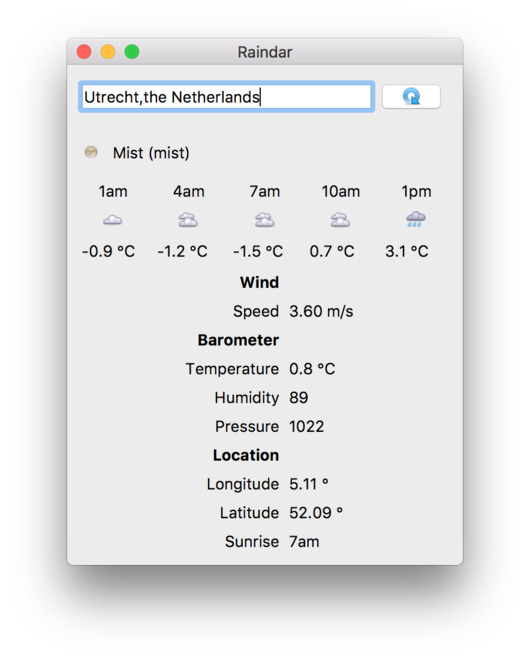 Raindar
Utrecht,the Netherlands
Mist (mist)
1am 4am 7am 10am 1pm
-0.9 °C -1.2 °C -1.5 °C 0.7 °C 3.1 °C
Wind
Speed 3.60 m/s
Barometer
Temperature 0.8 °C
Humidity 89
Pressure 1022
Location
Longitude 5.11 °
Latitude 52.09 °
Sunrise 7am